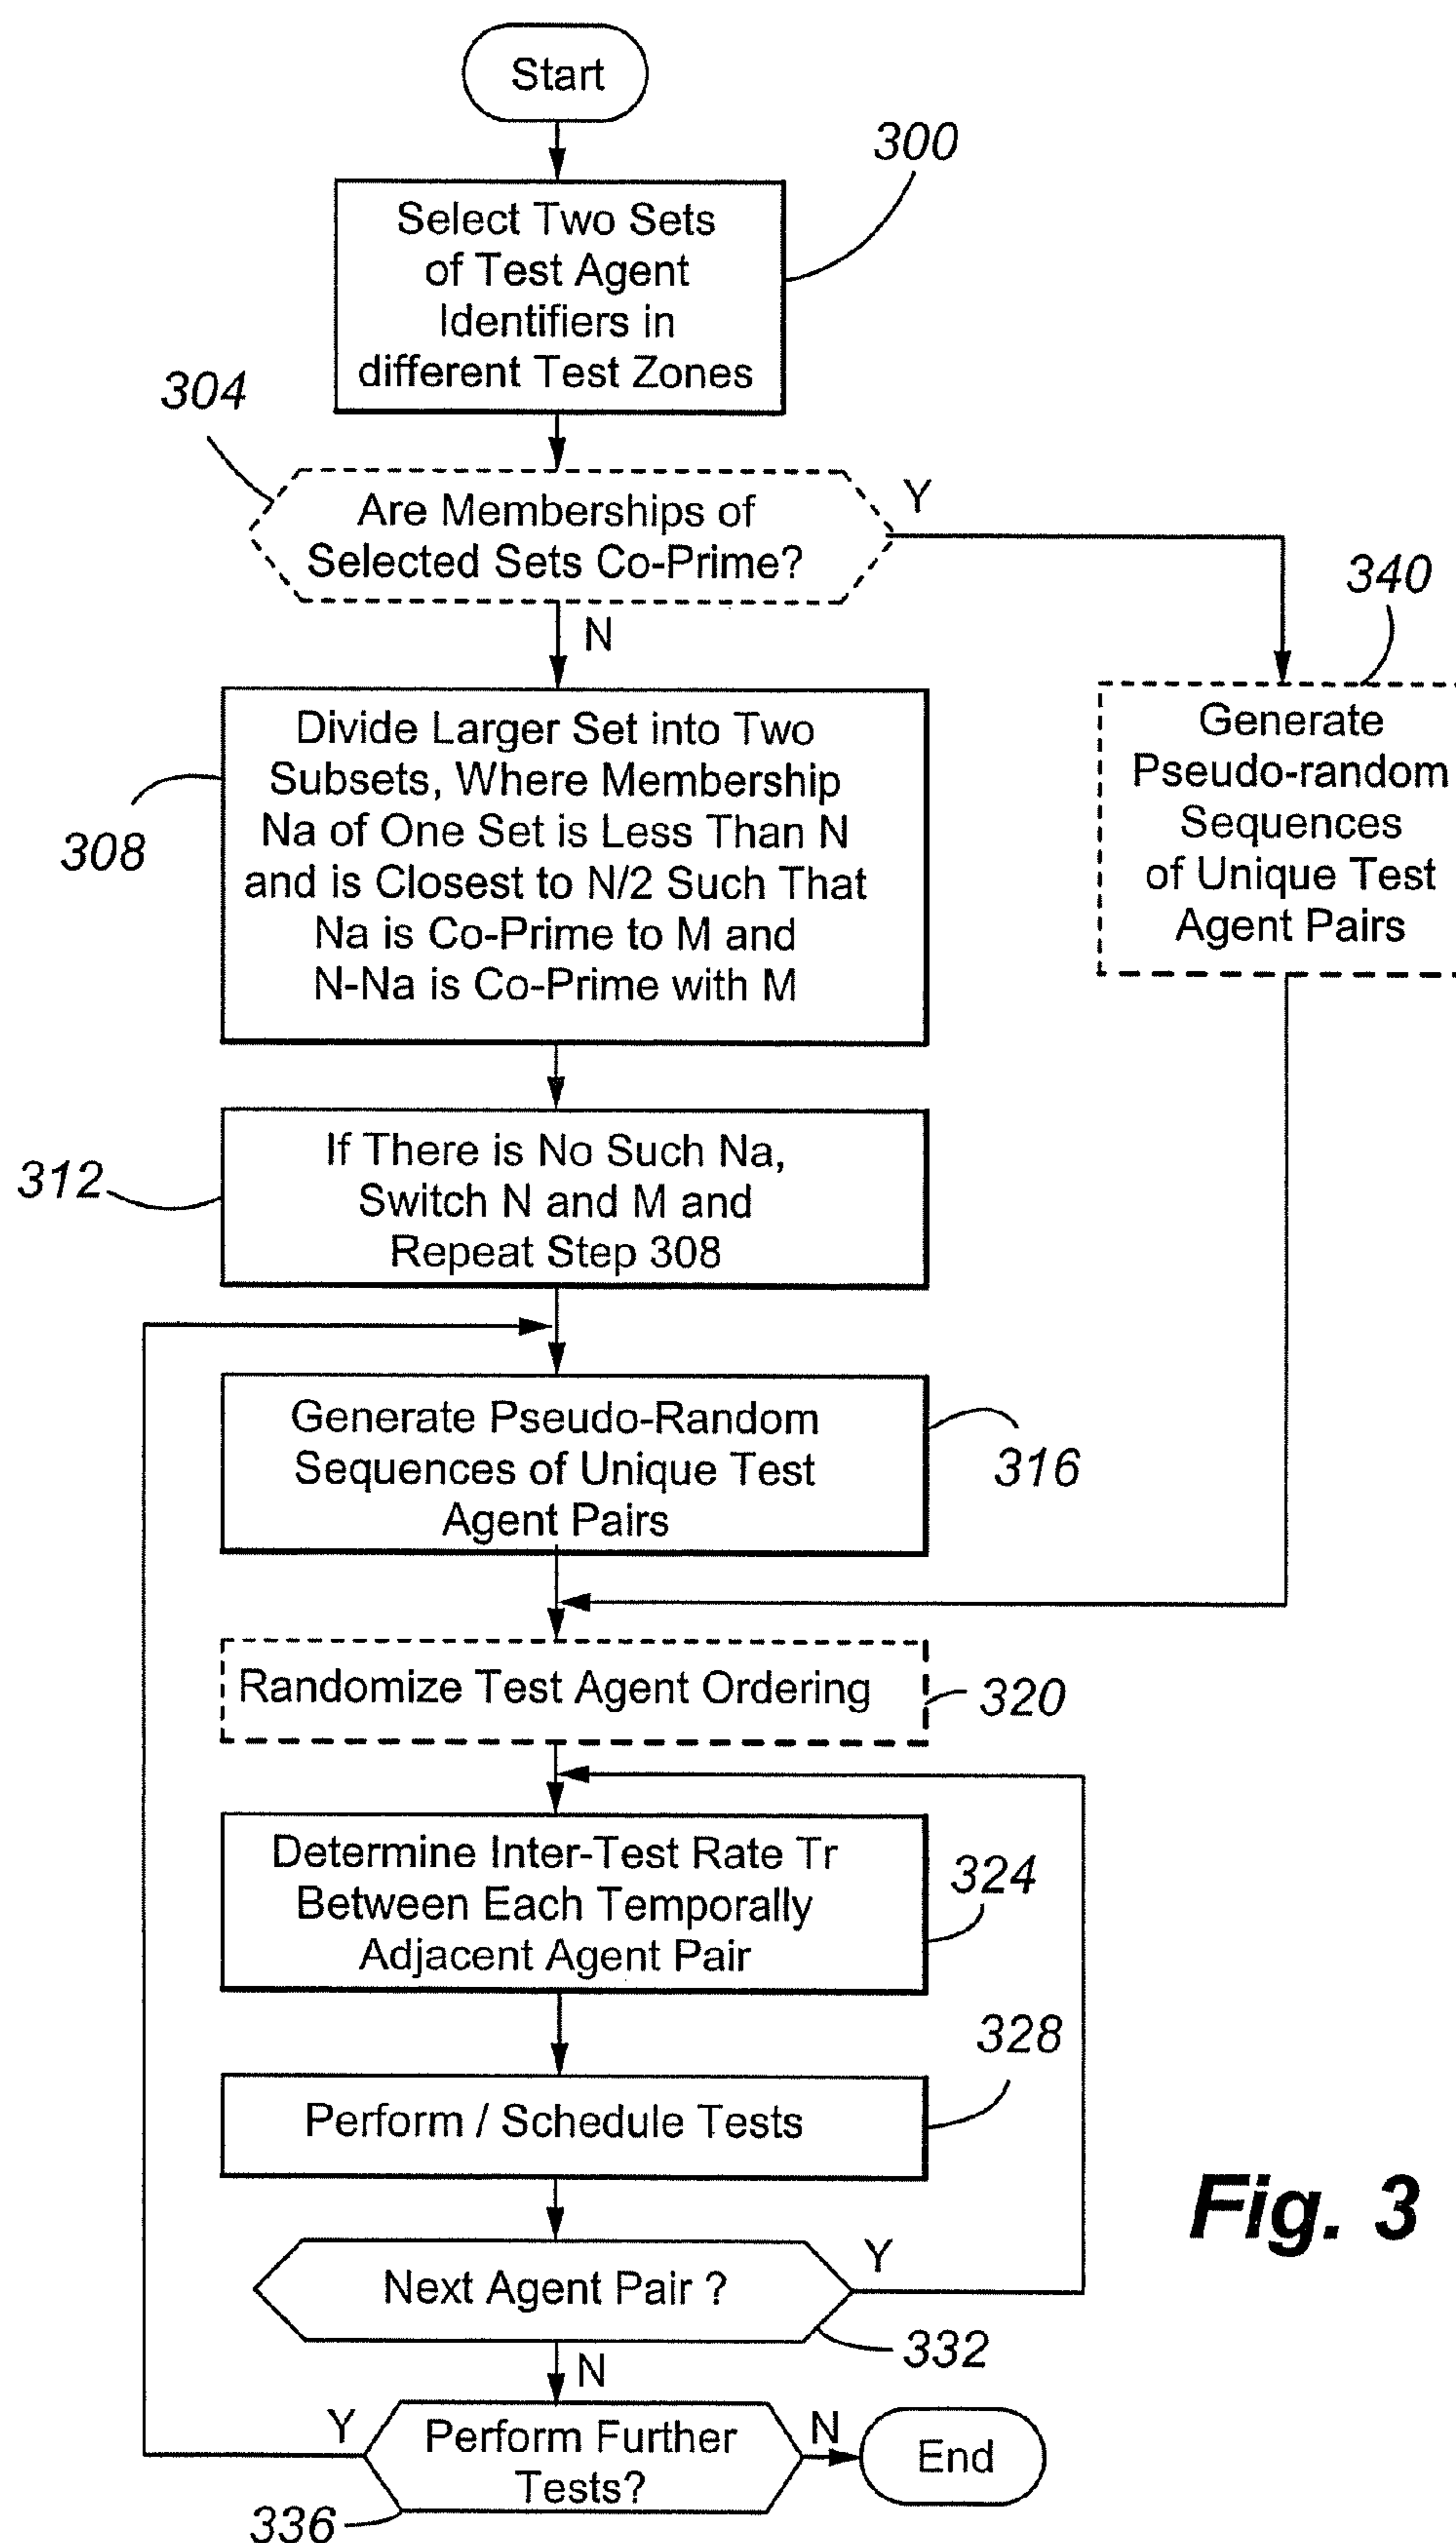 Start
300
Select Two Sets
of Test Agent
Identifiers in
different Test Zones
304
Are Memberships of
Selected Sets Co-Prime?
Y
N
340
Generate
Pseudo-random
Sequences
of Unique Test
Agent Pairs
308
Divide Larger Set into Two
Subsets, Where Membership
Na of One Set is Less Than N
and is Closest to N/2 Such That
Na is Co-Prime to M and
N-Na is Co-Prime with M
312
If There is No Such Na,
Switch N and M and
Repeat Step 308
Generate Pseudo-Random
Sequences of Unique Test
Agent Pairs
316
Randomize Test Agent Ordering
320
Determine Inter-Test Rate Tr
Between Each Temporally
Adjacent Agent Pair
324
328
Perform / Schedule Tests
Fig. 3
Next Agent Pair ?
Y
332
N
Y
Perform Further
Tests?
N
End
336